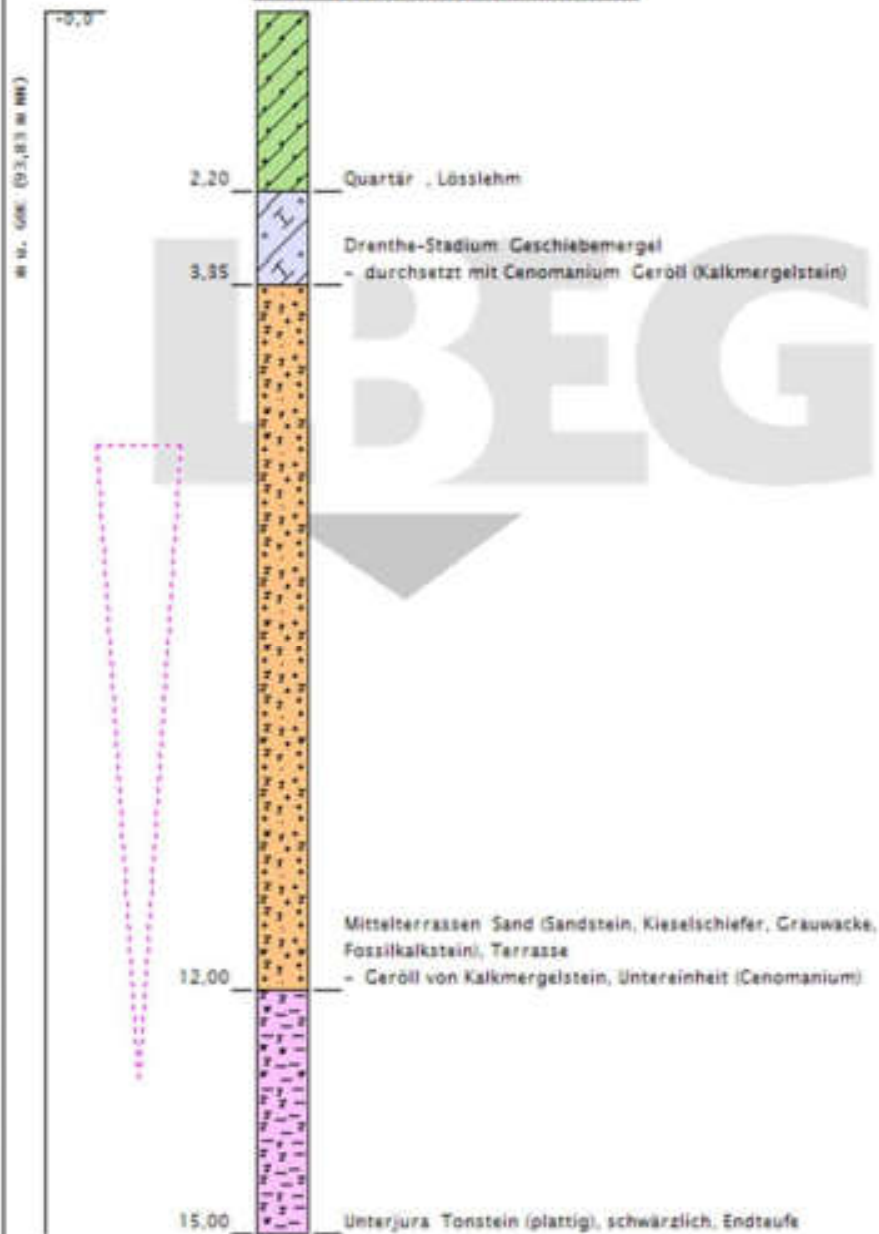 -0,0
m u. GOK (93,83 m NN)
2,20
Quartär , Lösslehm
Drenthe-Stadium Geschiebemergel
3,35
- durchsetzt mit Cenomanium Geröll (Kalkmergelstein)
LBEG
Mittelterrassen Sand (Sandstein, Kieselschiefer, Grauwacke,
Fossilkalkstein), Terrasse
12,00
- Geröll von Kalkmergelstein, Untereinheit (Cenomanium)
15,00
Unterjura Tonstein (plattig), schwärzlich, Endteufe